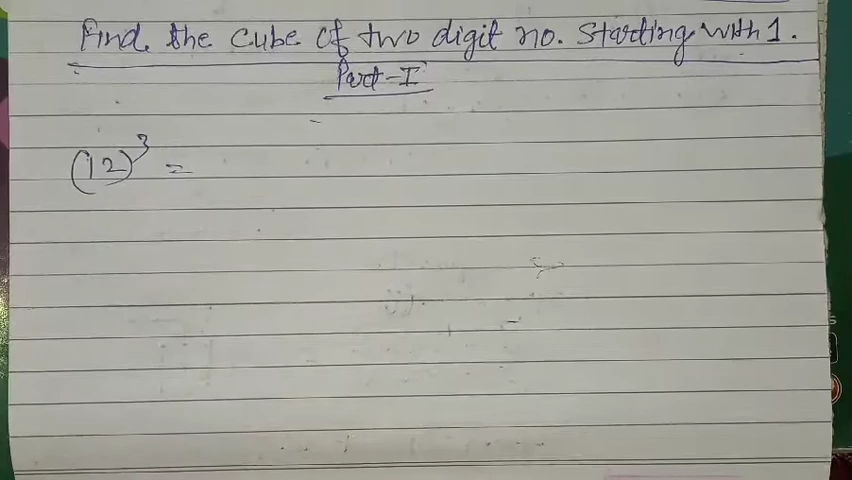 Find the cube of two digit no. Starting with 1.
Part-I
(12)³ =